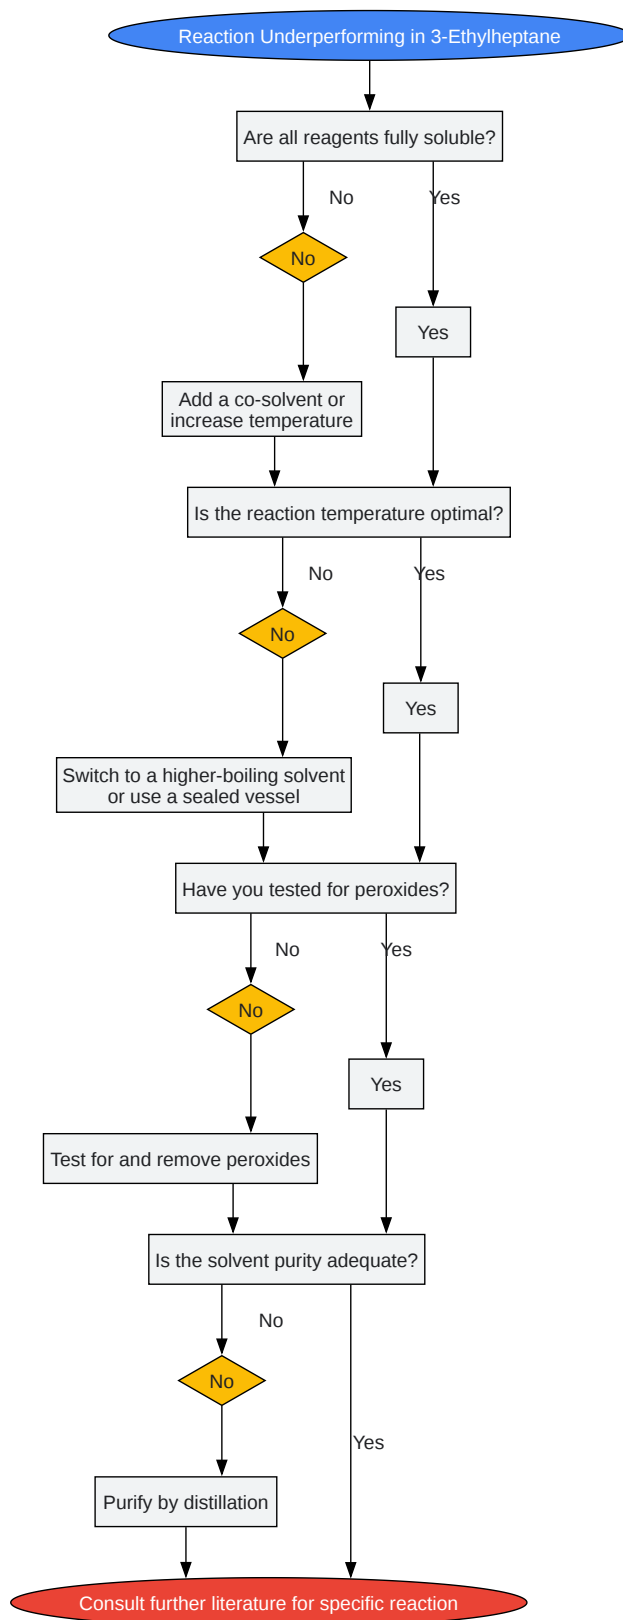 Reaction Underperforming in 3-Ethylheptane
Are all reagents fully soluble?
No
Yes
No
Yes
Add a co-solvent or
increase temperature
Is the reaction temperature optimal?
No
Yes
No
Yes
Switch to a higher-boiling solvent
or use a sealed vessel
Have you tested for peroxides?
No
Yes
No
Yes
Test for and remove peroxides
Is the solvent purity adequate?
No
No
Yes
Purify by distillation
Consult further literature for specific reaction